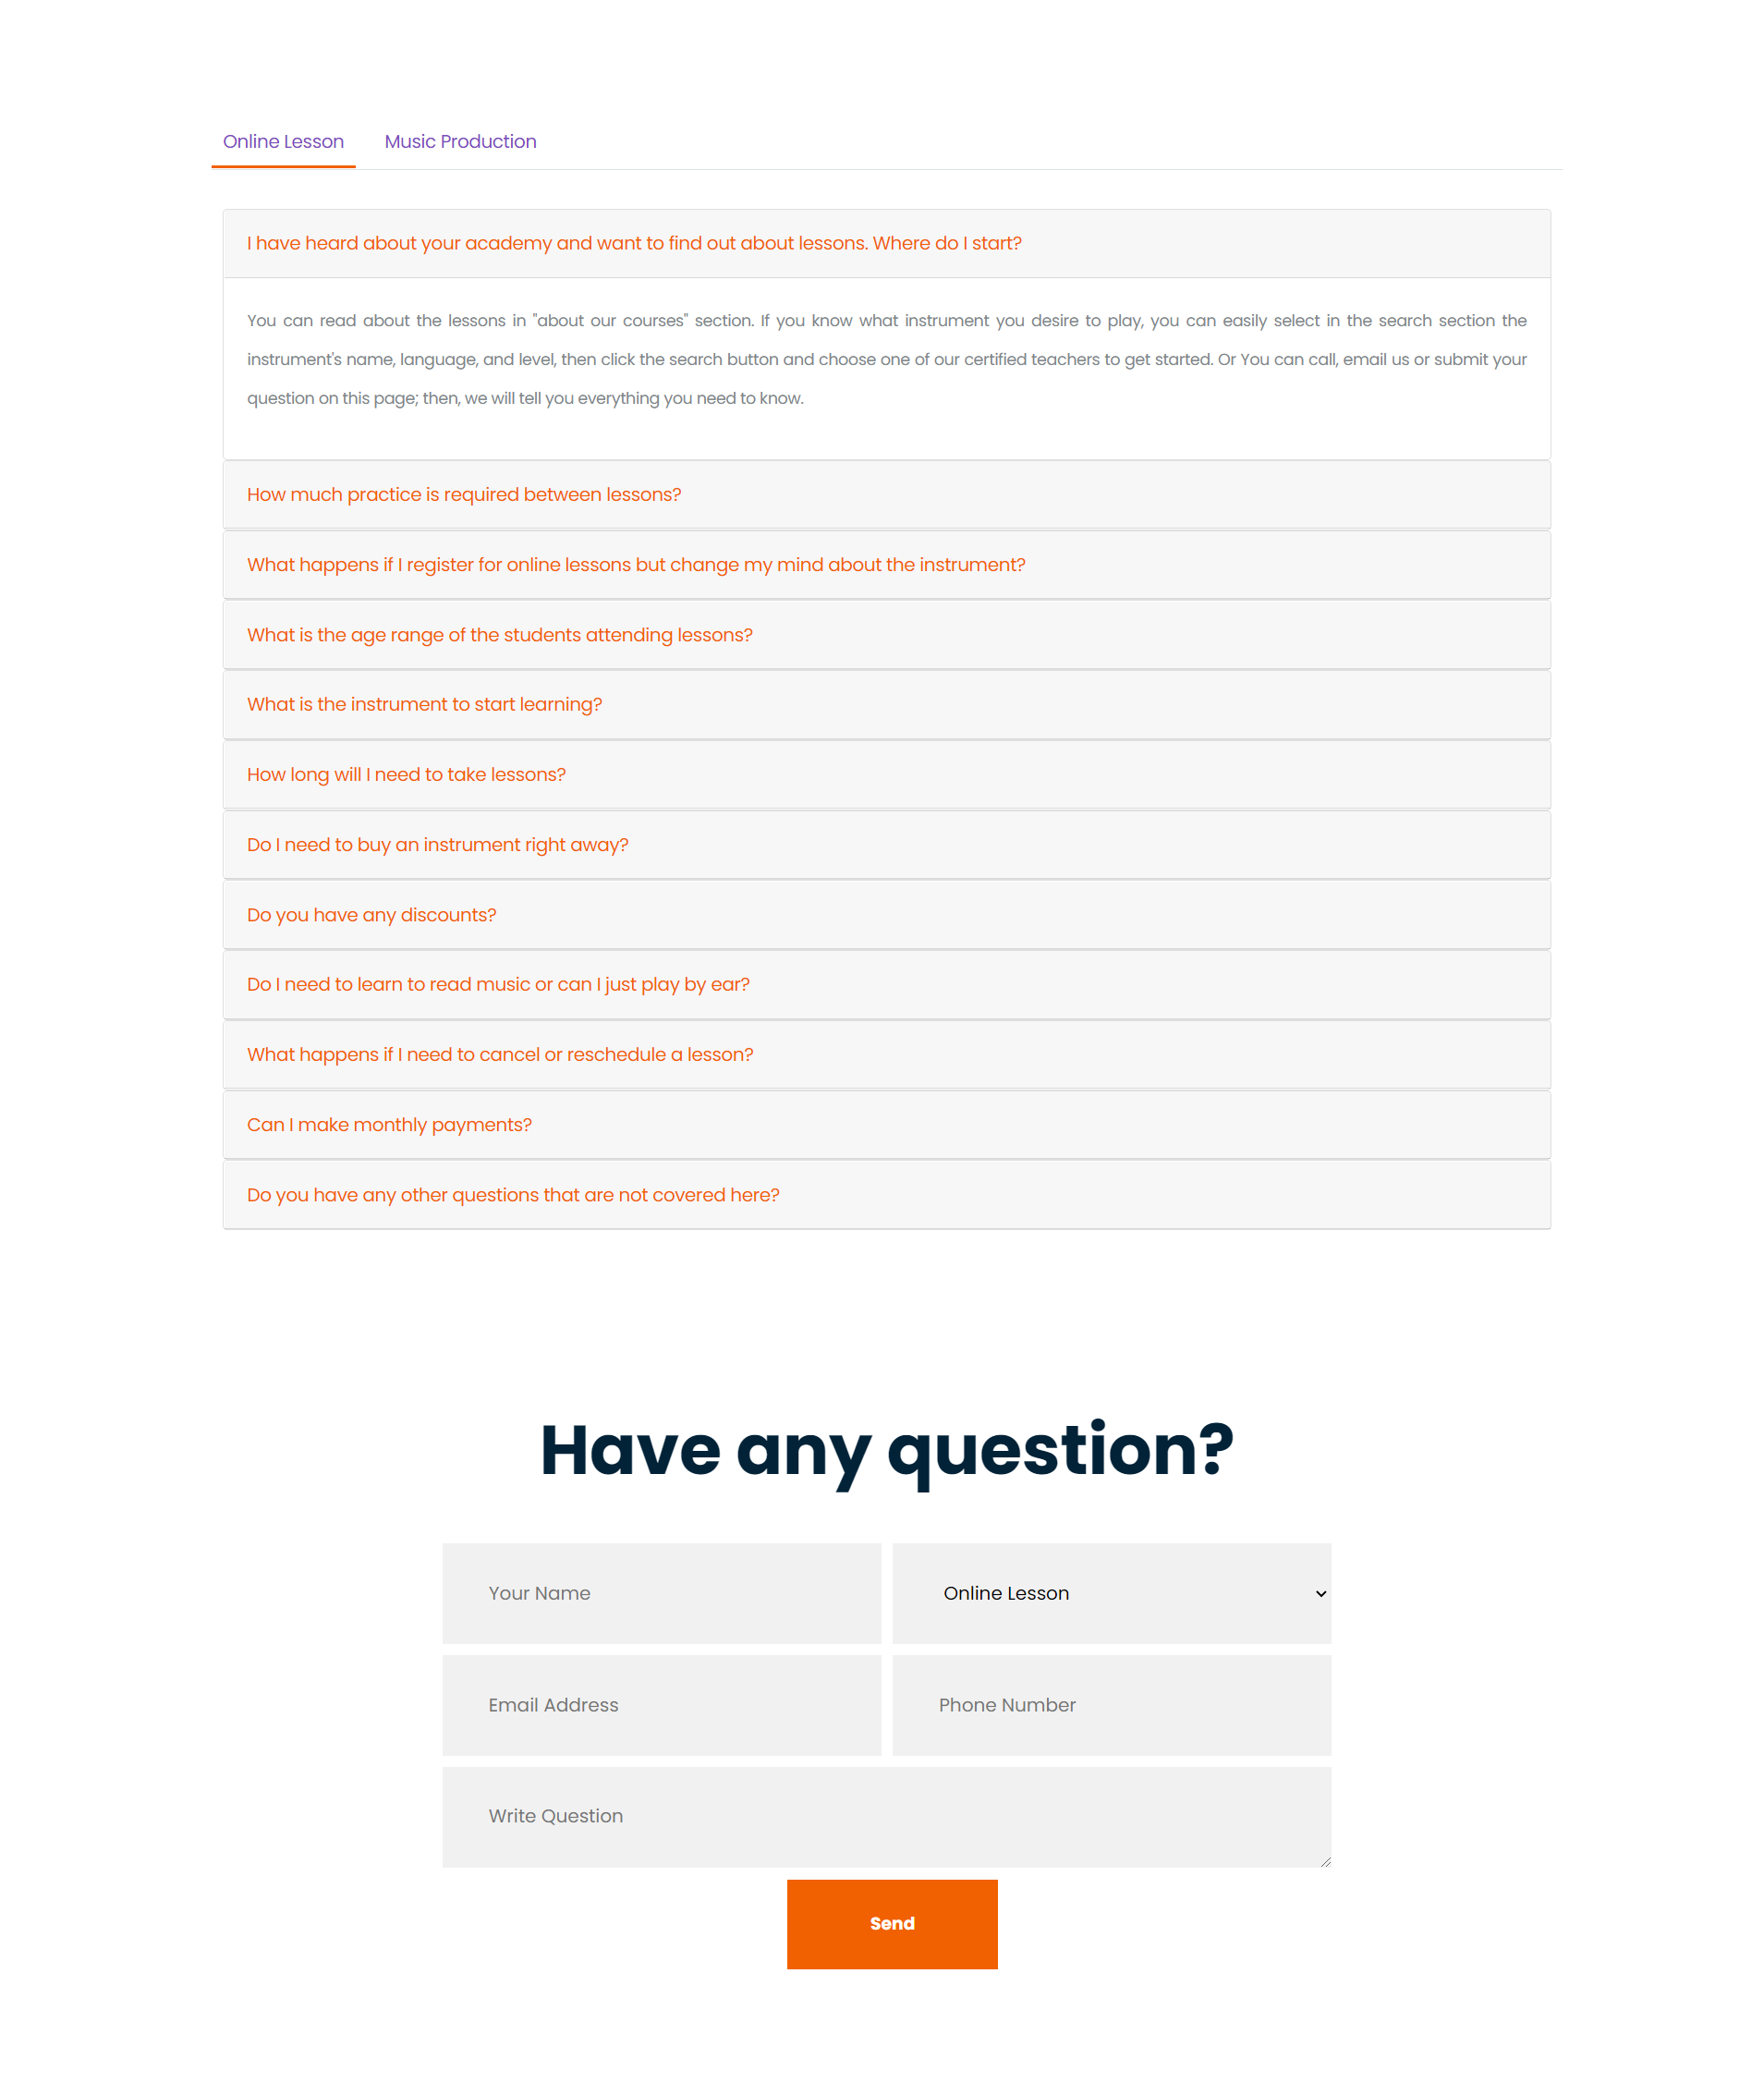 Online Lesson Music Production
I have heard about your academy and want to find out about lessons. Where do I start?
You can read about the lessons in "about our courses" section. If you know what instrument you desire to play, you can easily select in the search section the
instrument's name, language, and level, then click the search button and choose one of our certified teachers to get started. Or You can call, email us or submit your
question on this page; then, we will tell you everything you need to know.
How much practice is required between lessons?
What happens if I register for online lessons but change my mind about the instrument?
What is the age range of the students attending lessons?
What is the instrument to start learning?
How long will I need to take lessons?
Do I need to buy an instrument right away?
Do you have any discounts?
Do I need to learn to read music or can I just play by ear?
What happens if I need to cancel or reschedule a lesson?
Can I make monthly payments?
Do you have any other questions that are not covered here?
Have any question?
Your Name Online Lesson
Email Address Phone Number
Write Question
Send